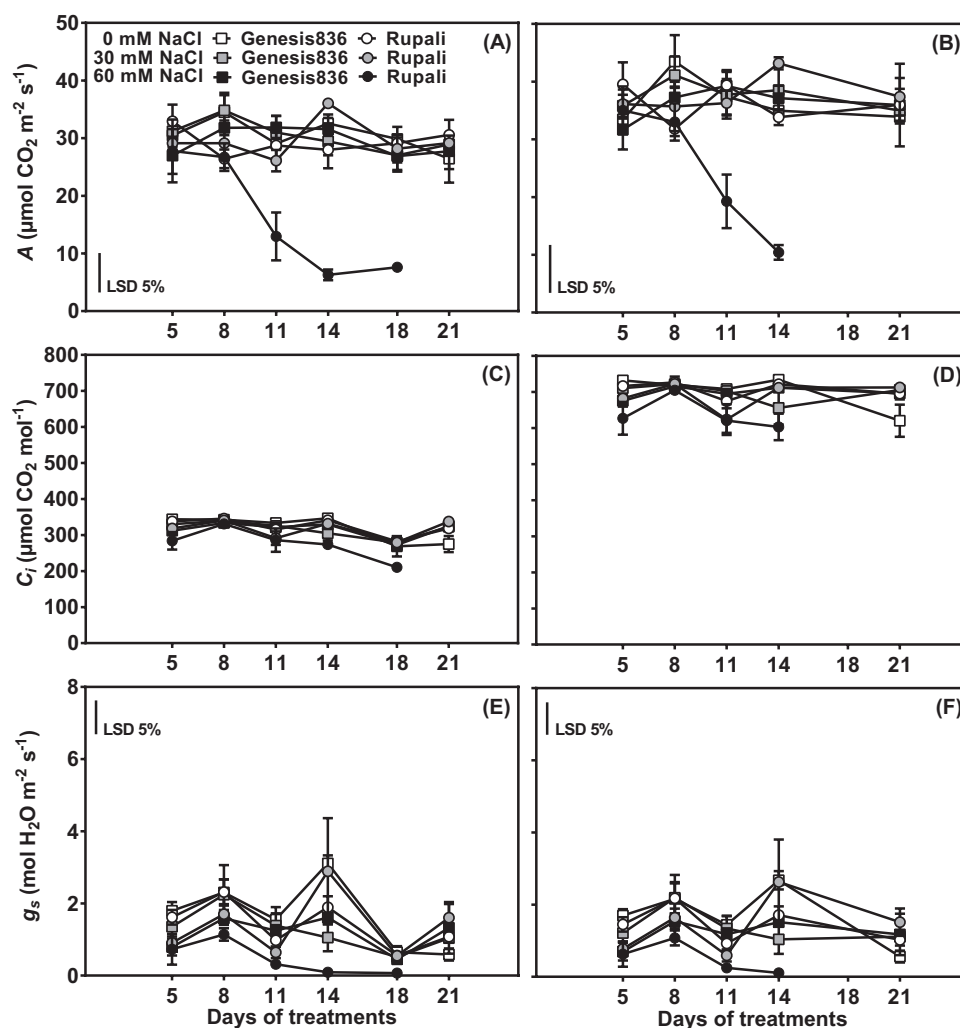 50
40
30
20
10
0
A (µmol CO₂ m⁻² s⁻¹)
0 mM NaCl Genesis836 Rupali
30 mM NaCl Genesis836 Rupali
60 mM NaCl Genesis836 Rupali
(A)
LSD 5%
5 8 11 14 18 21
(B)
LSD 5%
5 8 11 14 18 21
800
700
600
500
400
300
200
100
0
Cᵢ (µmol CO₂ mol⁻¹)
(C)
5 8 11 14 18 21
(D)
5 8 11 14 18 21
8
6
4
2
0
gₛ (mol H₂O m⁻² s⁻¹)
LSD 5%
(E)
5 8 11 14 18 21
Days of treatments
LSD 5%
(F)
5 8 11 14 18 21
Days of treatments